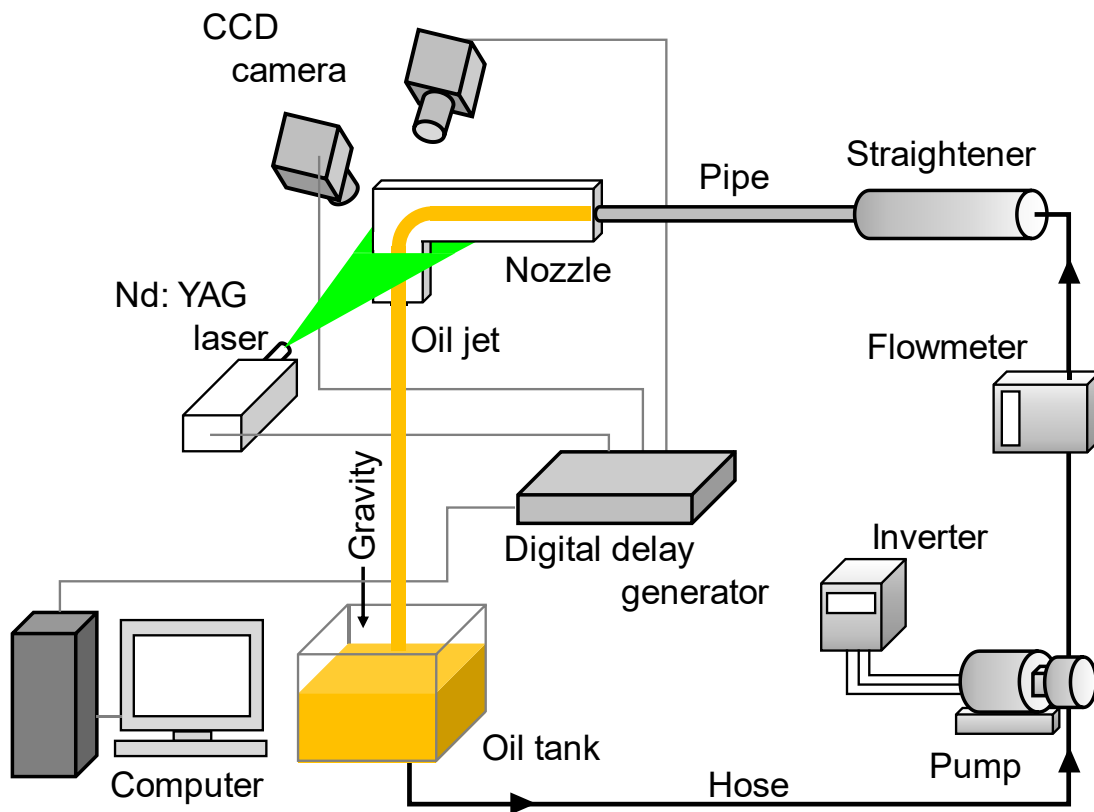 CCD
camera
Straightener
Pipe
Nozzle
Nd: YAG
laser
Oil jet
Flowmeter
Gravity
Digital delay
generator
Inverter
Oil tank
Computer
Hose
Pump